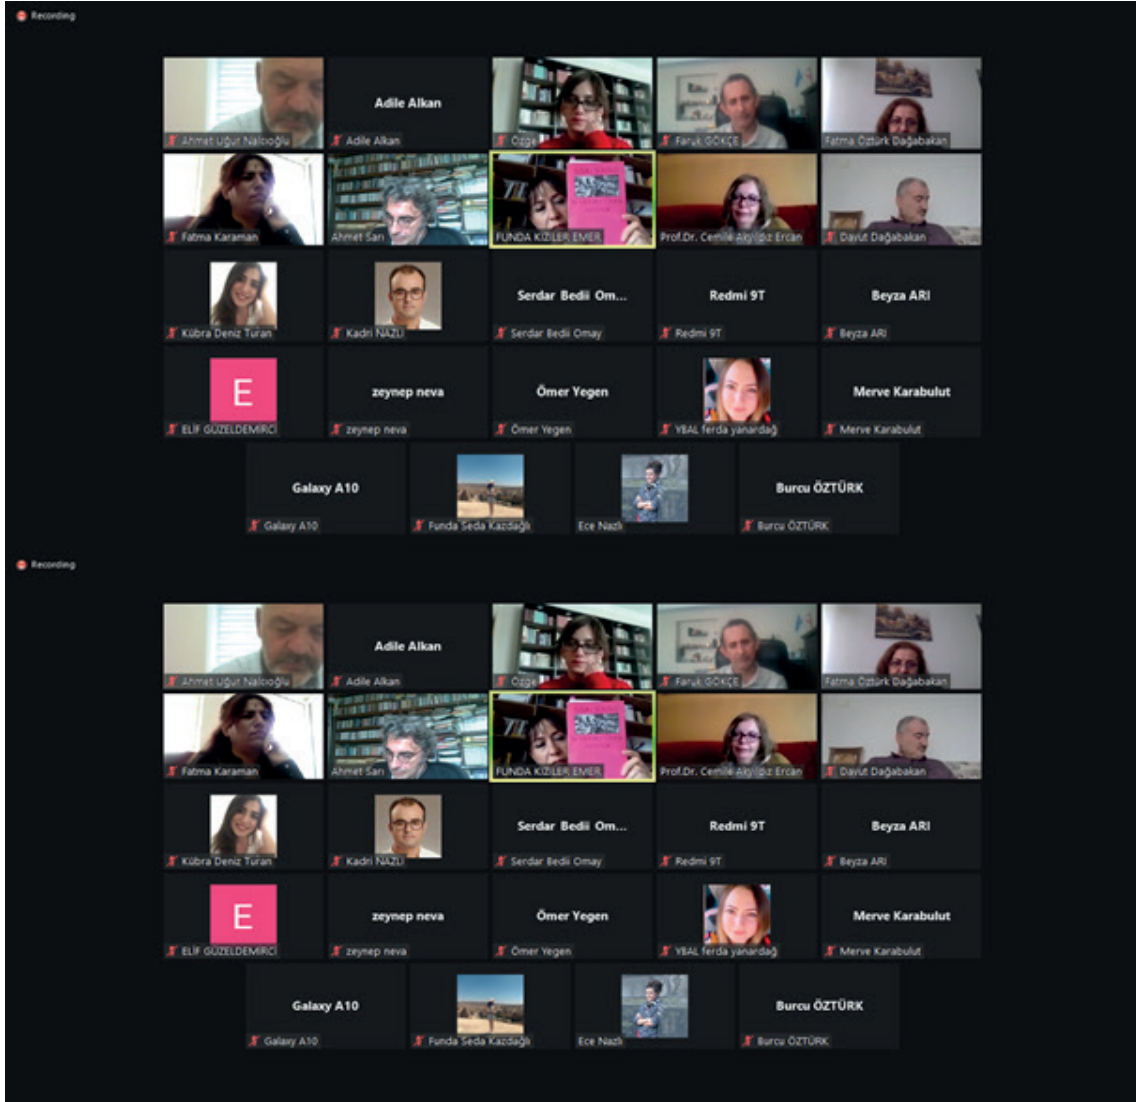 Recording
Adile Alkan
Ahmet Uğur Nalcıoğlu
Adile Alkan
Özge
Faruk GÖKÇE
Fatma Öztürk Dağabakan
Fatma Karaman
Ahmet Sarı
FUNDA KIZILER EMER
Prof.Dr. Cemile Akyıldız Ercan
Davut Dağabakan
Serdar Bedii Om...
Redmi 9T
Beyza ARI
Kübra Deniz Turan
Kadri NAZLI
Serdar Bedii Omay
Redmi 9T
Beyza ARI
E
zeynep neva
Ömer Yegen
Merve Karabulut
ELİF GÜZELDEMİRCİ
zeynep neva
Ömer Yegen
YBAL ferda yanardağ
Merve Karabulut
Galaxy A10
Burcu ÖZTÜRK
Galaxy A10
Funda Seda Kazdağlı
Ece Nazlı
Burcu ÖZTÜRK
Recording
Adile Alkan
Ahmet Uğur Nalcıoğlu
Adile Alkan
Özge
Faruk GÖKÇE
Fatma Öztürk Dağabakan
Fatma Karaman
Ahmet Sarı
FUNDA KIZILER EMER
Prof.Dr. Cemile Akyıldız Ercan
Davut Dağabakan
Serdar Bedii Om...
Redmi 9T
Beyza ARI
Kübra Deniz Turan
Kadri NAZLI
Serdar Bedii Omay
Redmi 9T
Beyza ARI
E
zeynep neva
Ömer Yegen
Merve Karabulut
ELİF GÜZELDEMİRCİ
zeynep neva
Ömer Yegen
YBAL ferda yanardağ
Merve Karabulut
Galaxy A10
Burcu ÖZTÜRK
Galaxy A10
Funda Seda Kazdağlı
Ece Nazlı
Burcu ÖZTÜRK